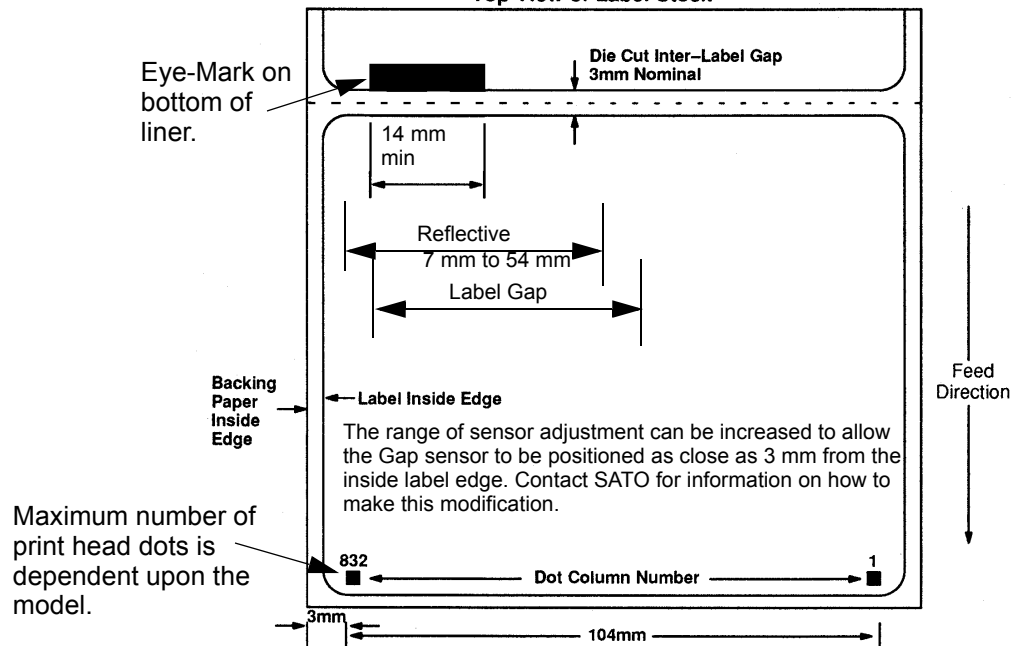 Top View of Label Stock
Die Cut Inter–Label Gap
3mm Nominal
Eye-Mark on
bottom of
liner.
14 mm
min
Reflective
7 mm to 54 mm
Label Gap
Feed
Direction
Backing
Paper
Inside
Edge
Label Inside Edge
The range of sensor adjustment can be increased to allow
the Gap sensor to be positioned as close as 3 mm from the
inside label edge. Contact SATO for information on how to
make this modification.
Maximum number of
print head dots is
dependent upon the
model.
832
1
Dot Column Number
3mm
104mm